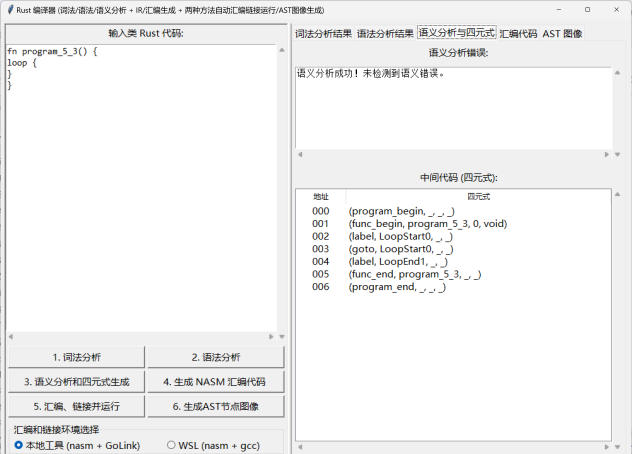 Rust 编译器 (词法/语法/语义分析 + IR/汇编生成 + 两种方法自动汇编链接运行/AST图像生成)
输入类 Rust 代码:
fn program_5_3() {
loop {
}
}
1. 词法分析
2. 语法分析
3. 语义分析和四元式生成
4. 生成 NASM 汇编代码
5. 汇编、链接并运行
6. 生成AST节点图像
汇编和链接环境选择
本地工具 (nasm + GoLink)
WSL (nasm + gcc)
词法分析结果 语法分析结果 语义分析与四元式 汇编代码 AST 图像
语义分析错误:
语义分析成功！未检测到语义错误。
中间代码 (四元式):
地址 四元式
000 (program_begin, _, _, _)
001 (func_begin, program_5_3, 0, void)
002 (label, LoopStart0, _, _)
003 (goto, LoopStart0, _, _)
004 (label, LoopEnd1, _, _)
005 (func_end, program_5_3, _, _)
006 (program_end, _, _, _)